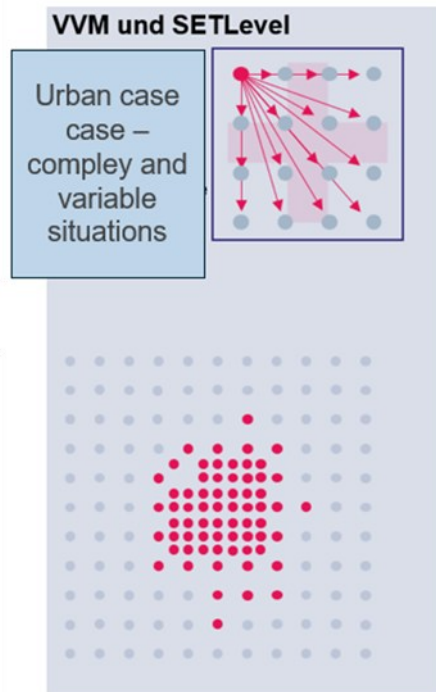 VVM und SETLevel
Urban case
case –
compley and
variable
situations